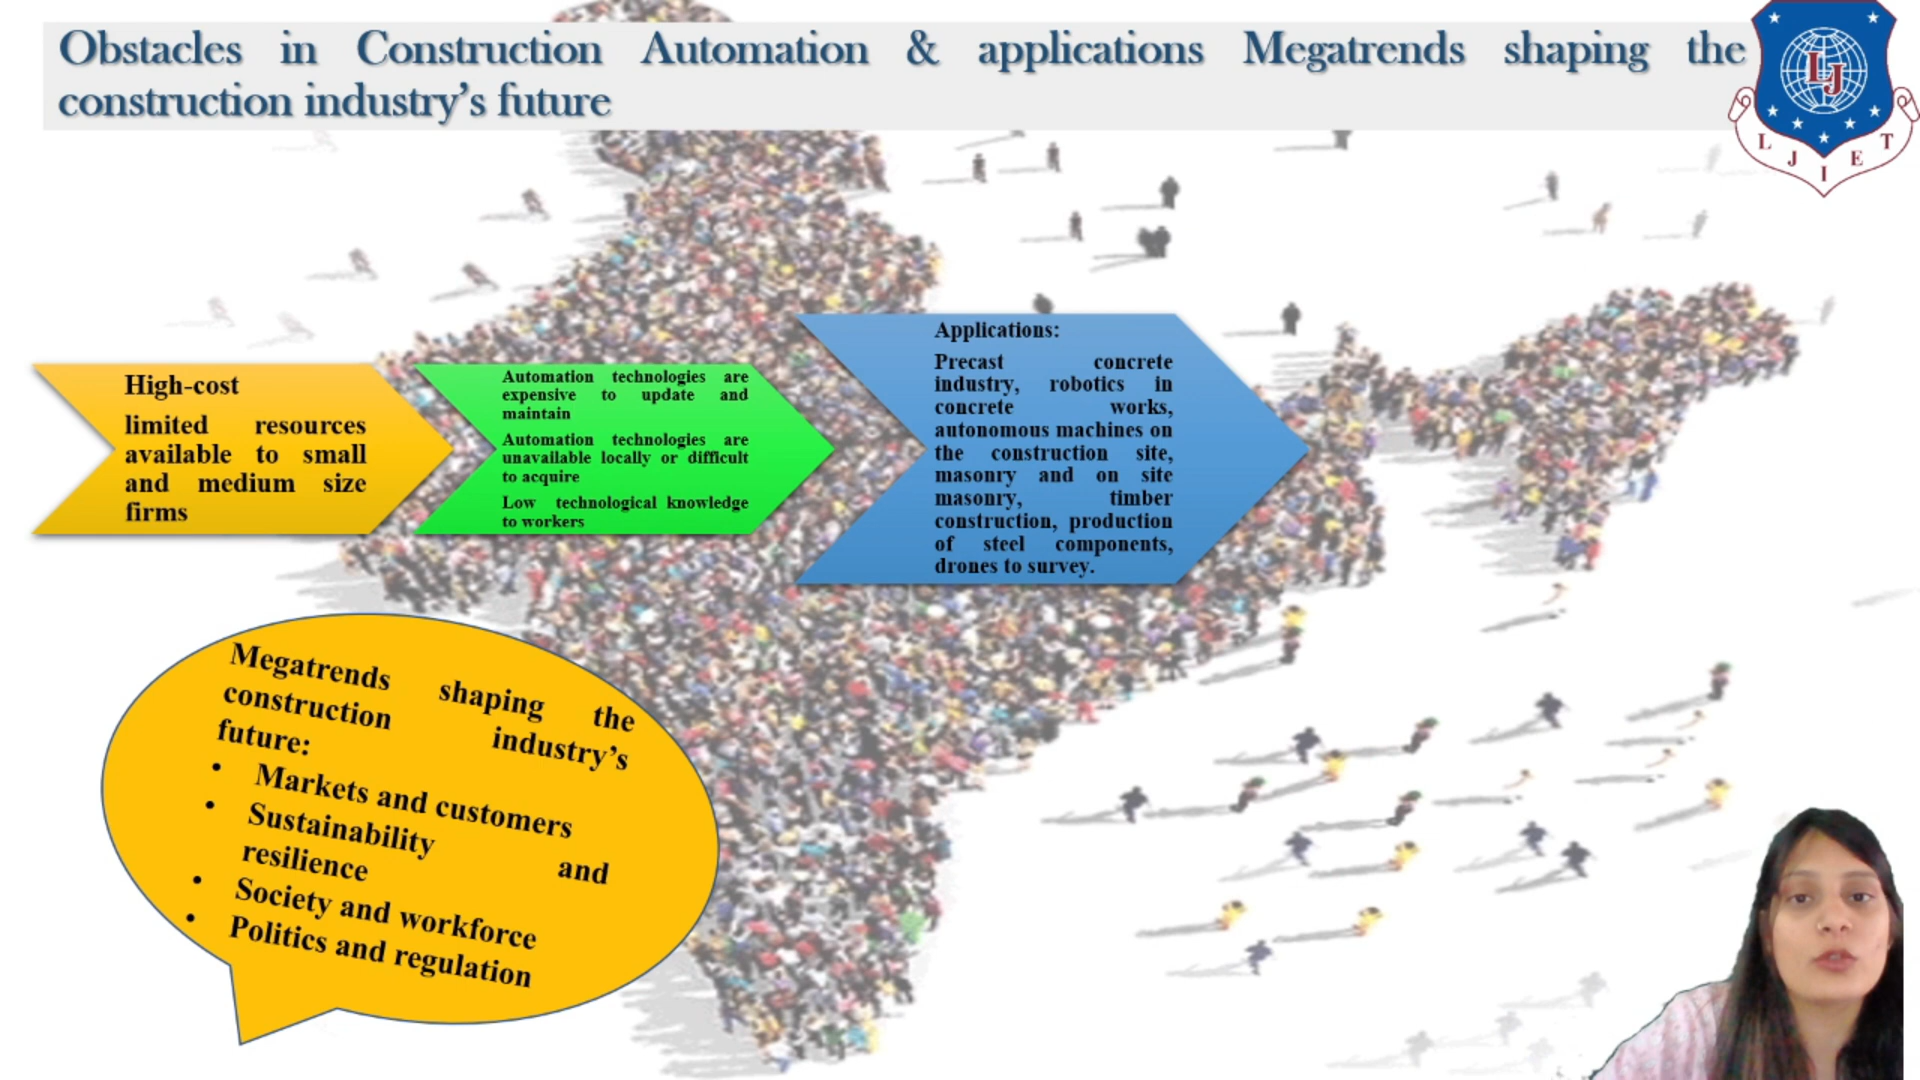 Obstacles in Construction Automation & applications Megatrends shaping the
construction industry's future
L J I E T
LJ
High-cost
limited resources
available to small
and medium size
firms
Automation technologies are
expensive to update and
maintain
Automation technologies are
unavailable locally or difficult
to acquire
Low technological knowledge
to workers
Applications:
Precast concrete
industry, robotics in
concrete works,
autonomous machines on
the construction site,
masonry and on site
masonry, timber
construction, production
of steel components,
drones to survey.
Megatrends shaping the
construction industry's
future:
• Markets and customers
• Sustainability and
resilience
• Society and workforce
• Politics and regulation